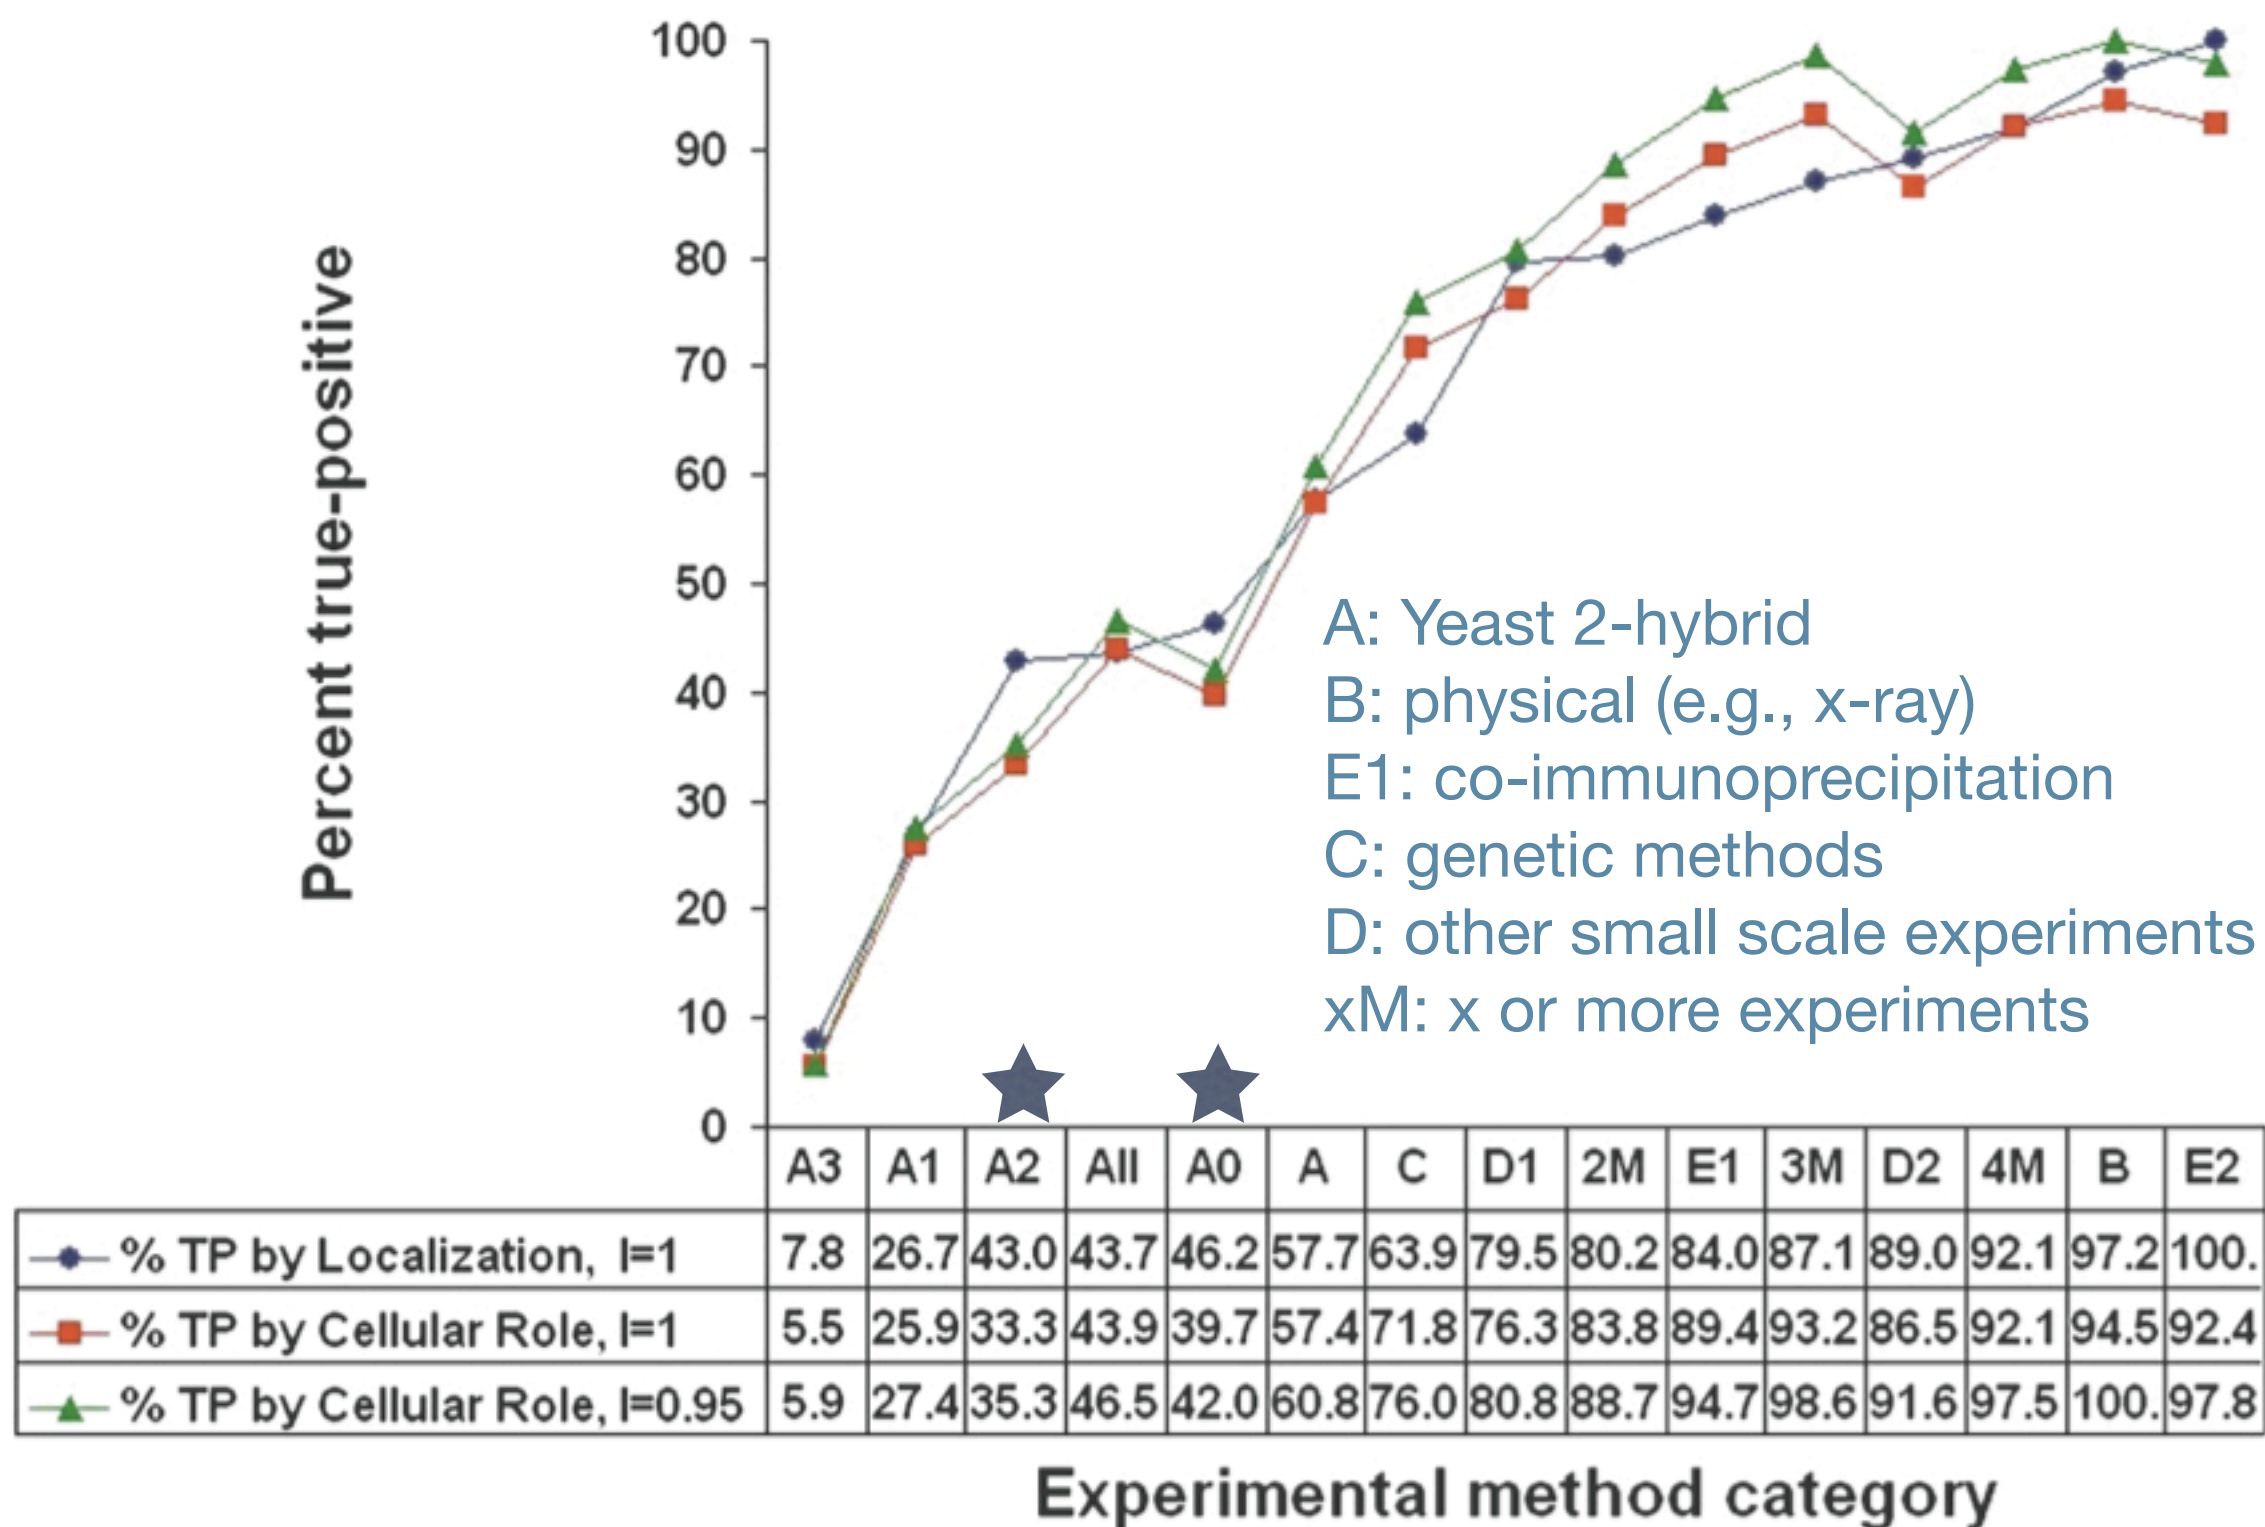 Percent true-positive
100
90
80
70
60
50
40
30
20
10
0
A: Yeast 2-hybrid
B: physical (e.g., x-ray)
E1: co-immunoprecipitation
C: genetic methods
D: other small scale experiments
xM: x or more experiments
A3 A1 A2 All A0 A C D1 2M E1 3M D2 4M B E2
% TP by Localization, I=1 7.8 26.7 43.0 43.7 46.2 57.7 63.9 79.5 80.2 84.0 87.1 89.0 92.1 97.2 100.
% TP by Cellular Role, I=1 5.5 25.9 33.3 43.9 39.7 57.4 71.8 76.3 83.8 89.4 93.2 86.5 92.1 94.5 92.4
% TP by Cellular Role, I=0.95 5.9 27.4 35.3 46.5 42.0 60.8 76.0 80.8 88.7 94.7 98.6 91.6 97.5 100. 97.8
Experimental method category